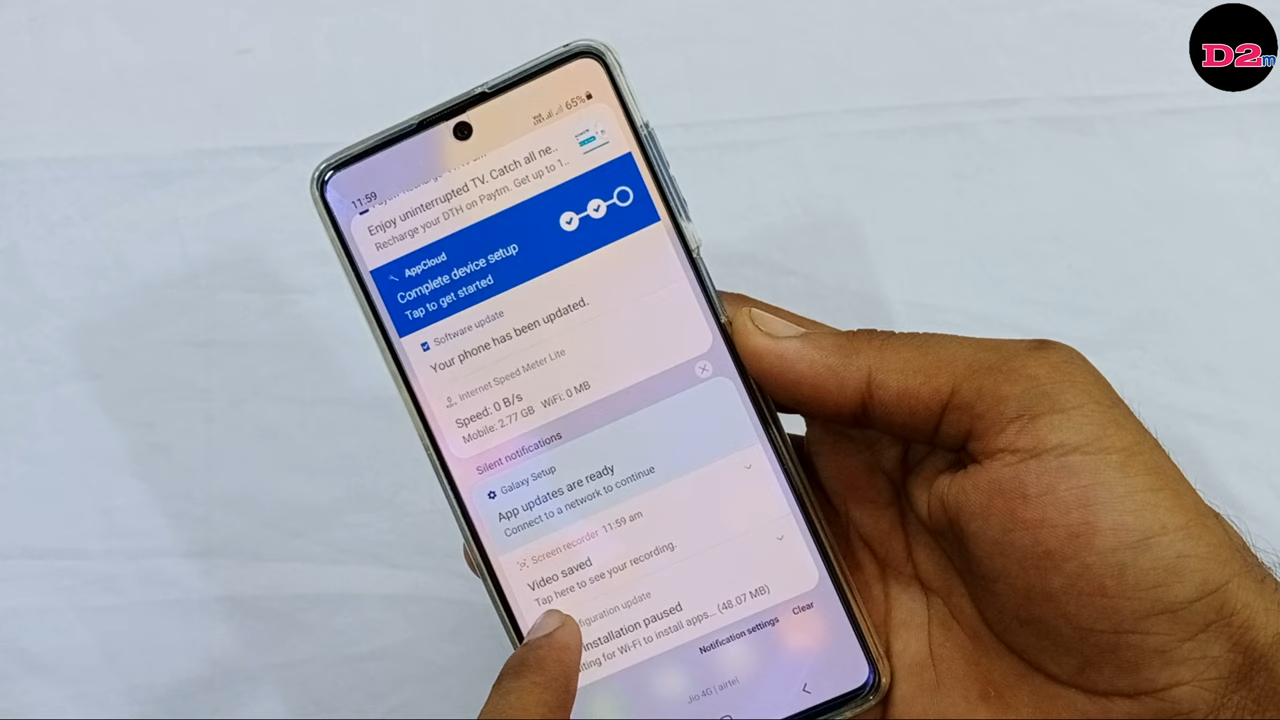 D2m
11:59
65%
Enjoy uninterrupted TV. Catch all ne..
Recharge your DTH on Paytm. Get up to 1..
AppCloud
Complete device setup
Tap to get started
Software update
Your phone has been updated.
Internet Speed Meter Lite
Speed: 0 B/s
Mobile: 2.77 GB WiFi: 0 MB
Silent notifications
Galaxy Setup
App updates are ready
Connect to a network to continue
Screen recorder 11:59 am
Video saved
Tap here to see your recording.
figuration update
installation paused
iting for Wi-Fi to install apps... (48.07 MB)
Notification settings Clear
Jio 4G | airtel